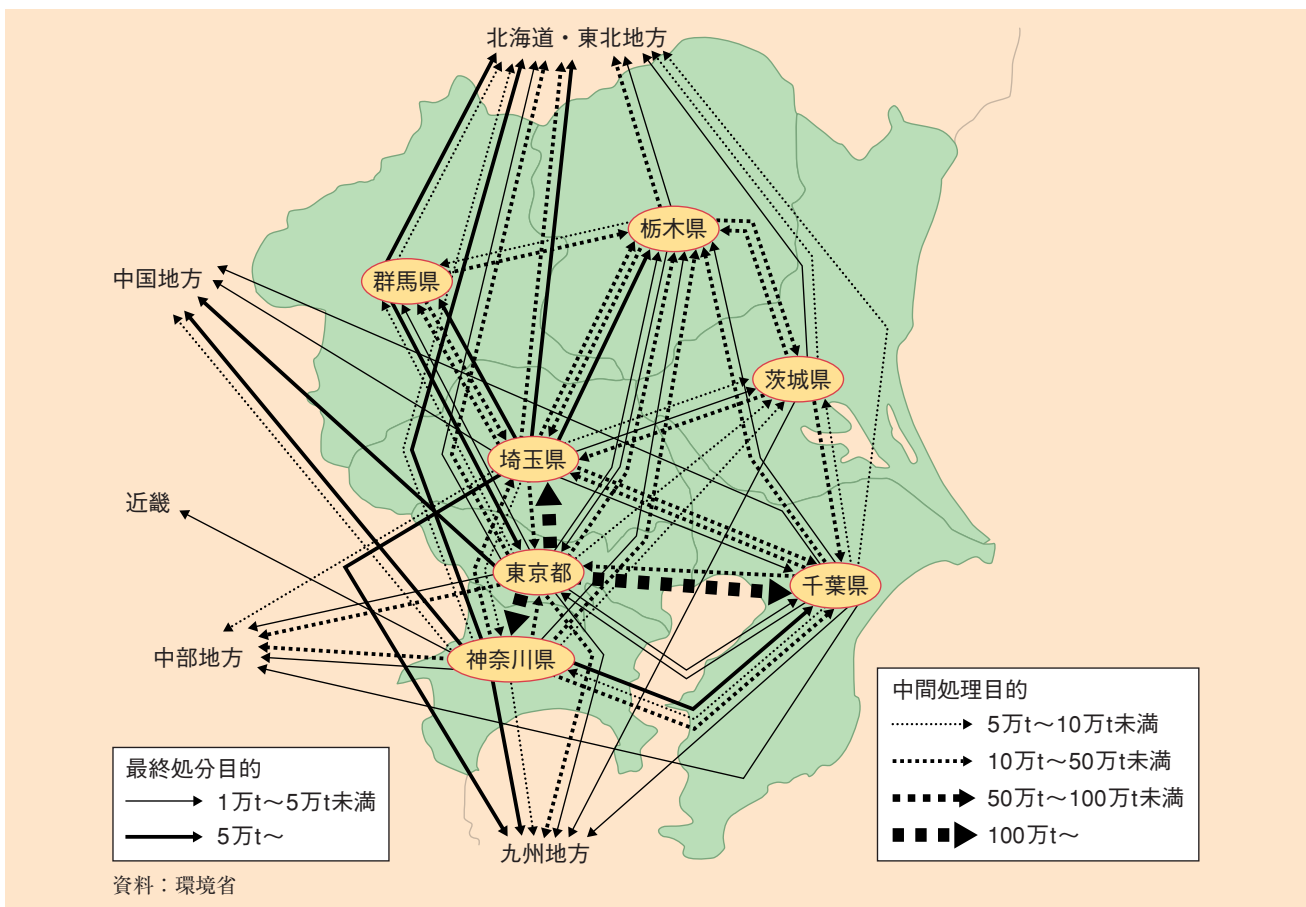 北海道・東北地方
栃木県
群馬県
中国地方
茨城県
埼玉県
近畿
東京都
千葉県
神奈川県
中部地方
九州地方
最終処分目的
1万t～5万t未満
5万t～
中間処理目的
5万t～10万t未満
10万t～50万t未満
50万t～100万t未満
100万t～
資料：環境省